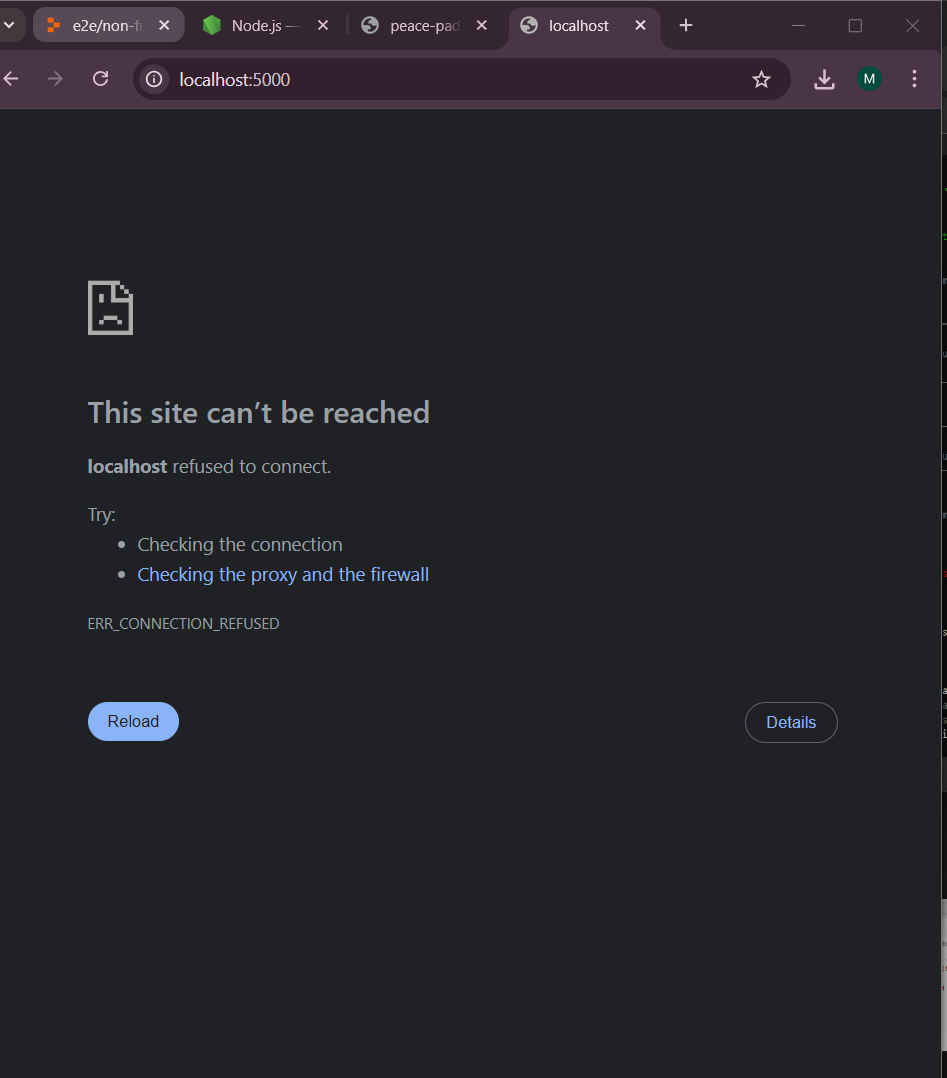 e2e/non-fu
Node.js —
peace-pad
localhost
localhost:5000
M
This site can’t be reached
localhost refused to connect.
Try:
Checking the connection
Checking the proxy and the firewall
ERR_CONNECTION_REFUSED
Reload
Details